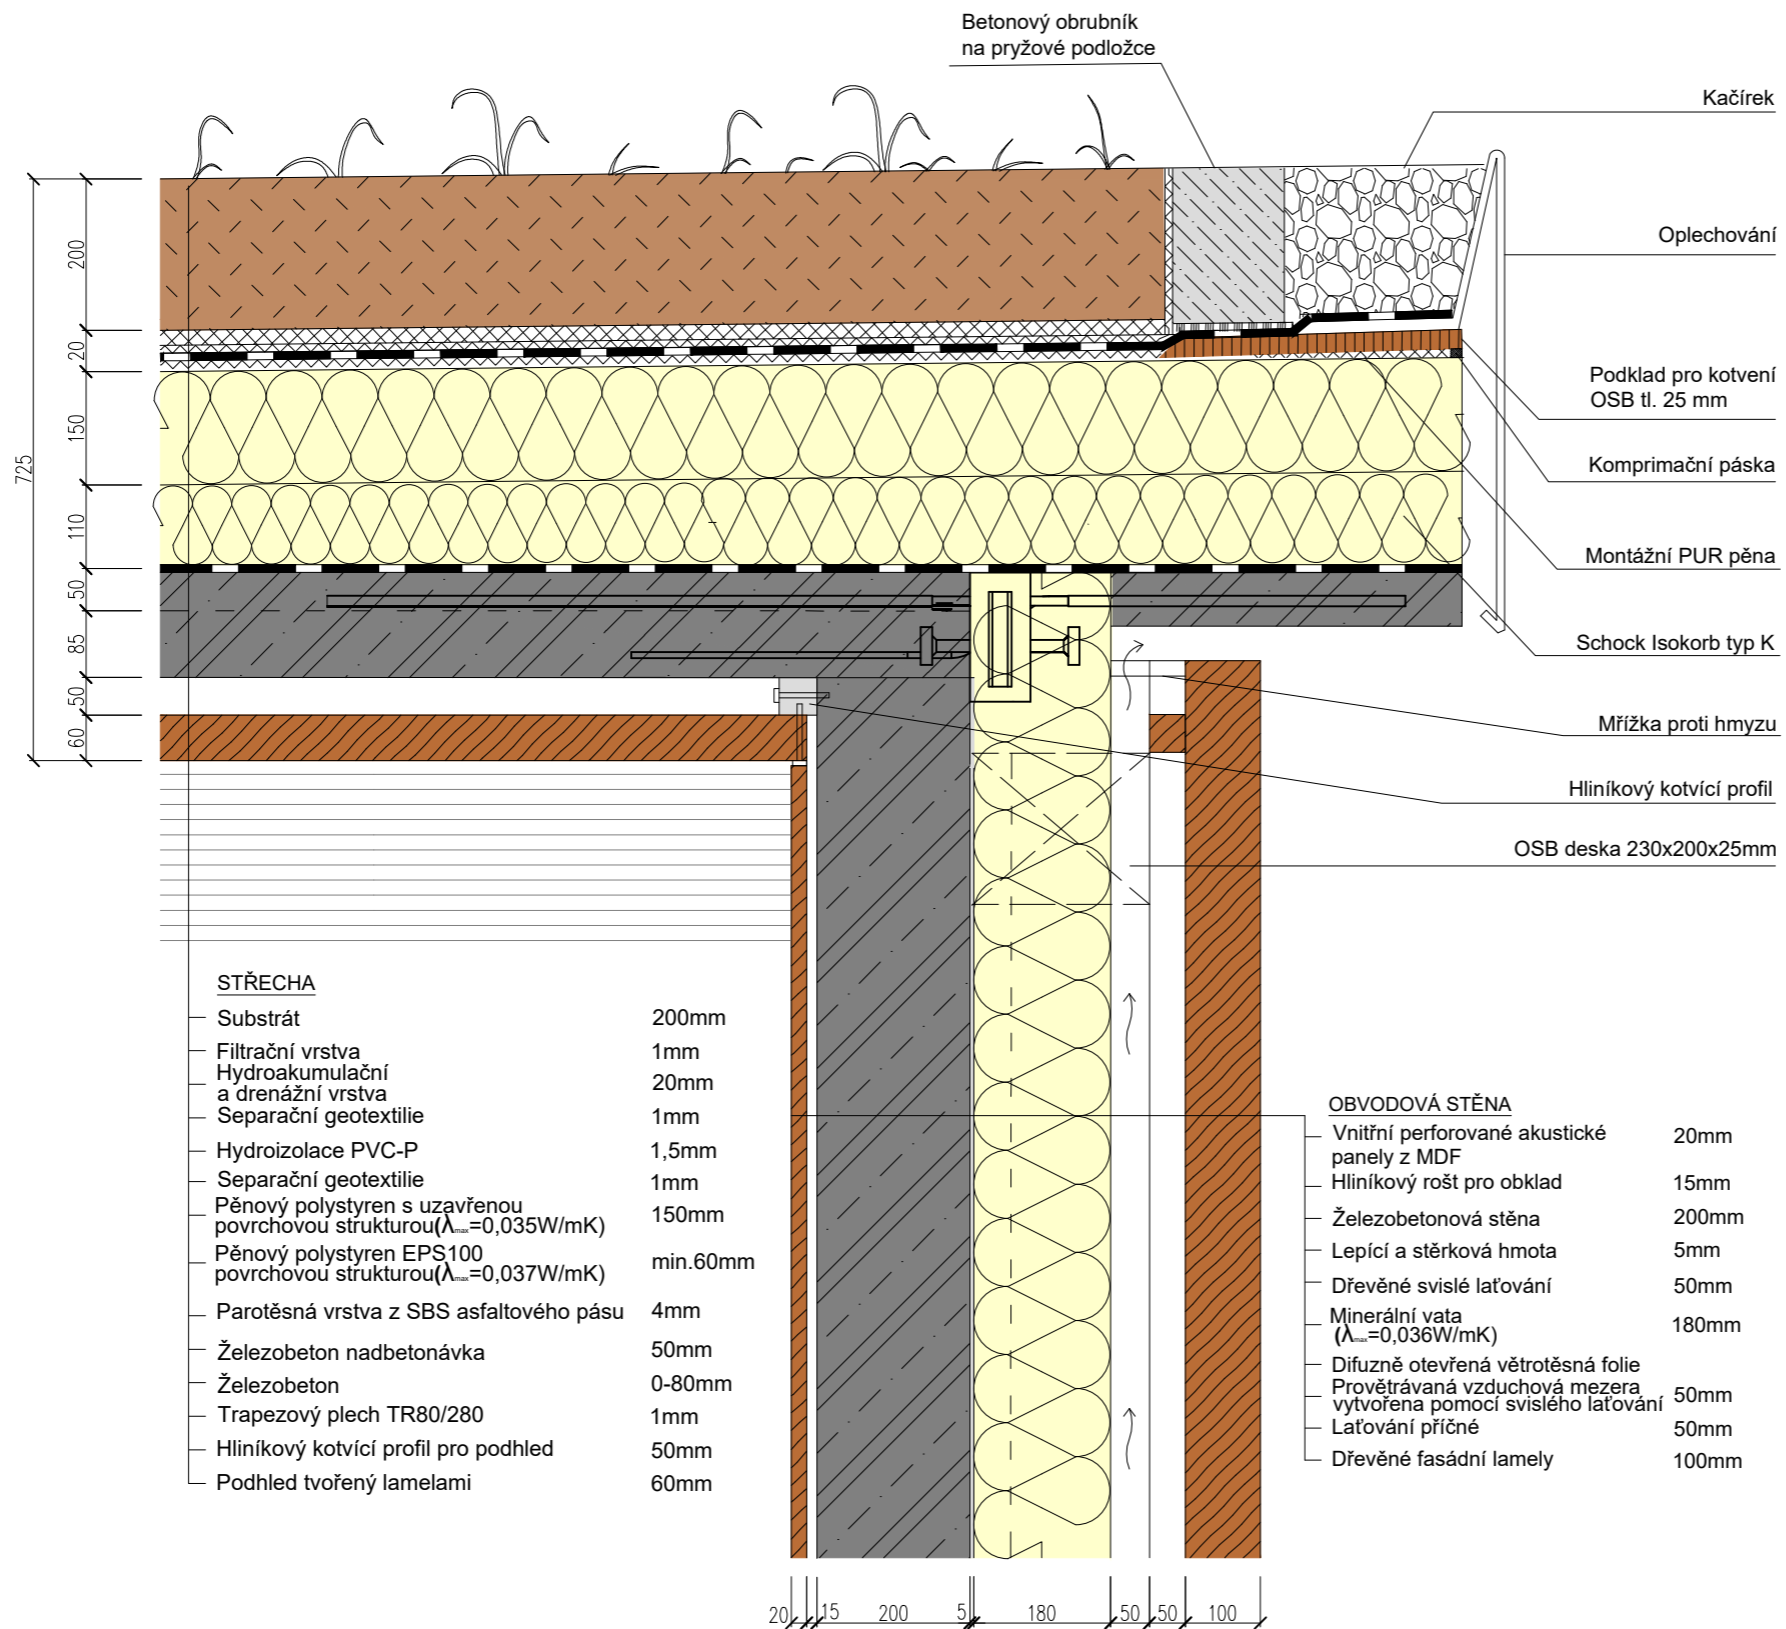 Betonový obrubník
na pryžové podložce
Kačírek
Oplechování
Podklad pro kotvení
OSB tl. 25 mm
Komprimační páska
Montážní PUR pěna
Schock Isokorb typ K
Mřížka proti hmyzu
Hliníkový kotvící profil
OSB deska 230x200x25mm
725
200
20
150
110
50
85
50
60
STŘECHA
Substrát 200mm
Filtrační vrstva 1mm
Hydroakumulační
a drenážní vrstva 20mm
Separační geotextilie 1mm
Hydroizolace PVC-P 1,5mm
Separační geotextilie 1mm
Pěnový polystyren s uzavřenou
povrchovou strukturou(λmax=0,035W/mK) 150mm
Pěnový polystyren EPS100
povrchovou strukturou(λmax=0,037W/mK) min.60mm
Parotěsná vrstva z SBS asfaltového pásu 4mm
Železobeton nadbetonávka 50mm
Železobeton 0-80mm
Trapezový plech TR80/280 1mm
Hliníkový kotvící profil pro podhled 50mm
Podhled tvořený lamelami 60mm
OBVODOVÁ STĚNA
Vnitřní perforované akustické
panely z MDF 20mm
Hliníkový rošt pro obklad 15mm
Železobetonová stěna 200mm
Lepící a stěrková hmota 5mm
Dřevěné svislé laťování 50mm
Minerální vata
(λmax=0,036W/mK) 180mm
Difuzně otevřená větrotěsná folie
Provětrávaná vzduchová mezera
vytvořena pomocí svislého laťování 50mm
Laťování příčné 50mm
Dřevěné fasádní lamely 100mm
20 15 200 5 180 50 50 100